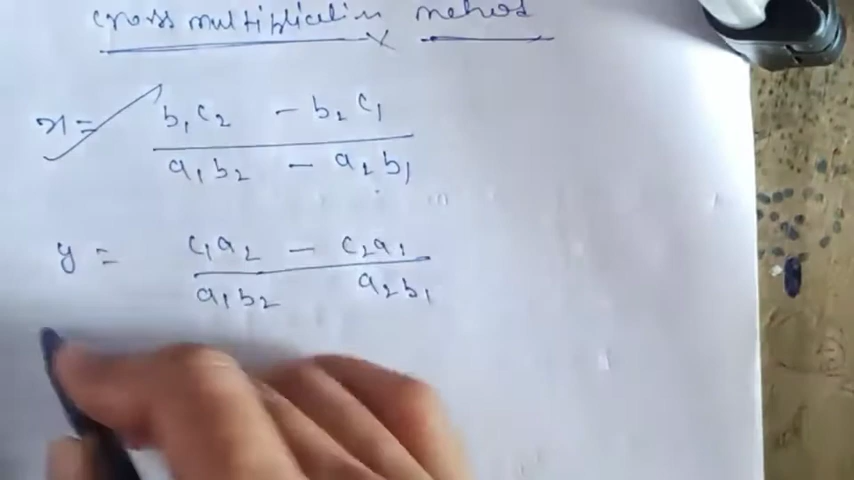 cross multiplication method
x = b₁c₂ - b₂c₁
a₁b₂ - a₂b₁
y = c₁a₂ - c₂a₁
a₁b₂ a₂b₁